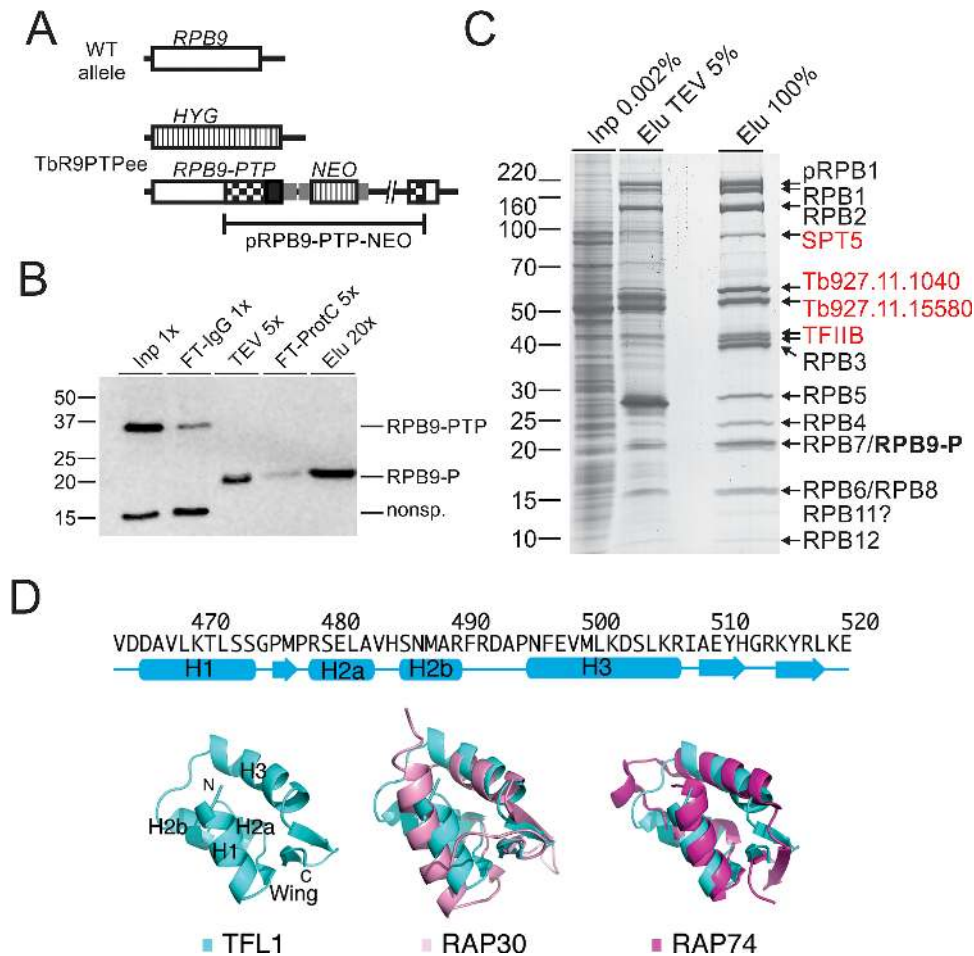 A
WT
allele
RPB9
HYG
TbR9PTPee
RPB9-PTP
NEO
pRPB9-PTP-NEO
B
Inp 1x
FT-IgG 1x
TEV 5x
FT-ProtC 5x
Elu 20x
50
37
25
20
15
RPB9-PTP
RPB9-P
nonsp.
C
Inp 0.002%
Elu TEV 5%
Elu 100%
220
160
100
70
50
40
30
25
20
15
10
pRPB1
RPB1
RPB2
SPT5
Tb927.11.1040
Tb927.11.15580
TFIIB
RPB3
RPB5
RPB4
RPB7/RPB9-P
RPB6/RPB8
RPB11?
RPB12
D
470 480 490 500 510 520
VDDAVLKTLSSGPMPRSELAVHSNMARFRDAPNFEVMLKDSLKRIAEYHGRKYRLKE
H1 H2a H2b H3
H3
N
H2b
H2a
H1
C
Wing
TFL1
RAP30
RAP74